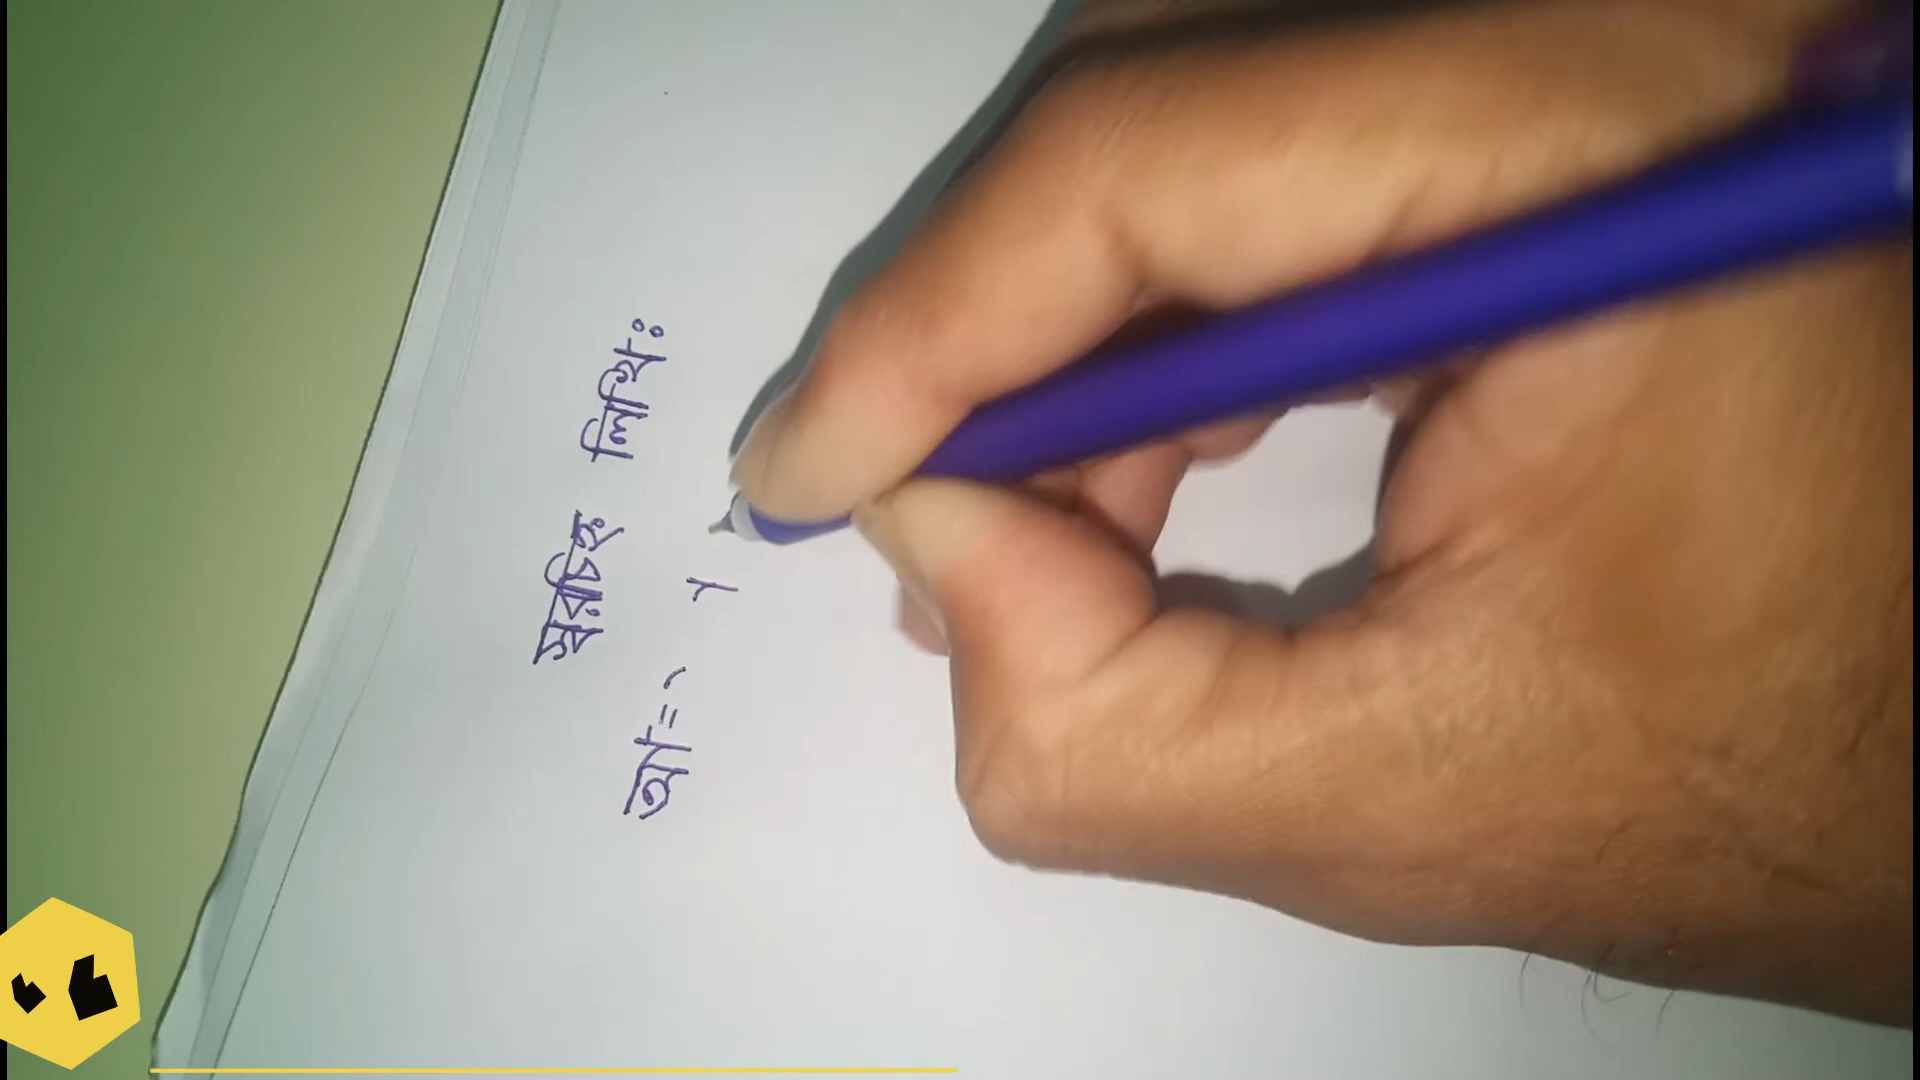 স্বরচিহ্ন লিখি:
আ = া